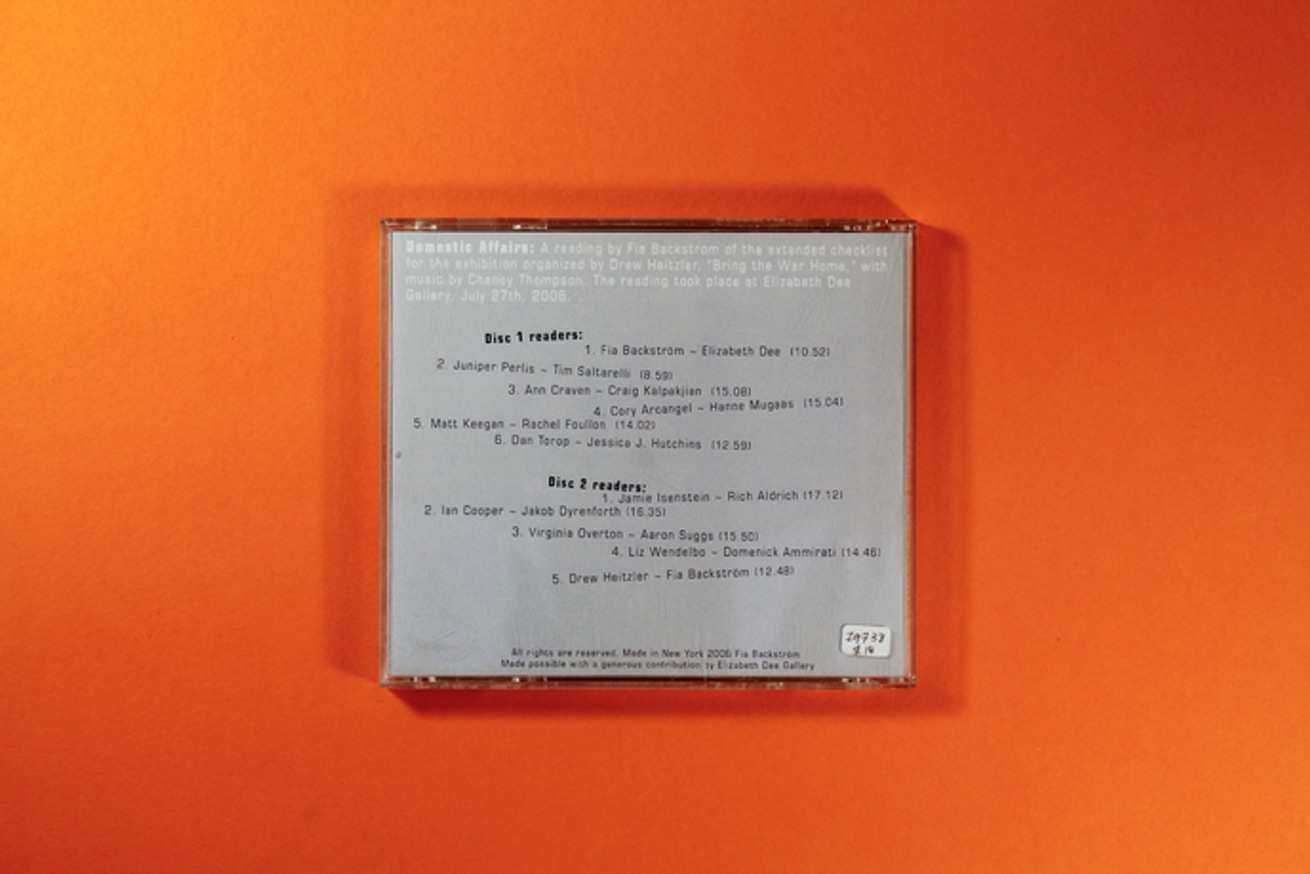 Domestic Affairs: A reading by Fia Backstrom of the extended checklist
for the exhibition organized by Drew Heitzler, "Bring the War Home," with
music by Cheney Thompson. The reading took place at Elizabeth Dee
Gallery, July 27th, 2006.
Disc 1 readers:
1. Fia Backström ~ Elizabeth Dee (10.52)
2. Juniper Perlis ~ Tim Saltarelli (8.59)
3. Ann Craven ~ Craig Kalpakjian (15.08)
4. Cory Arcangel ~ Hanne Mugaas (15.04)
5. Matt Keegan ~ Rachel Foullon (14.02)
6. Dan Torop ~ Jessica J. Hutchins (12.59)
Disc 2 readers:
1. Jamie Isenstein ~ Rich Aldrich (17.12)
2. Ian Cooper ~ Jakob Dyrenforth (16.35)
3. Virginia Overton ~ Aaron Suggs (15.50)
4. Liz Wendelbo ~ Domenick Ammirati (14.46)
5. Drew Heitzler ~ Fia Backström (12.48)
All rights are reserved. Made in New York 2006 Fia Backström
Made possible with a generous contribution by Elizabeth Dee Gallery